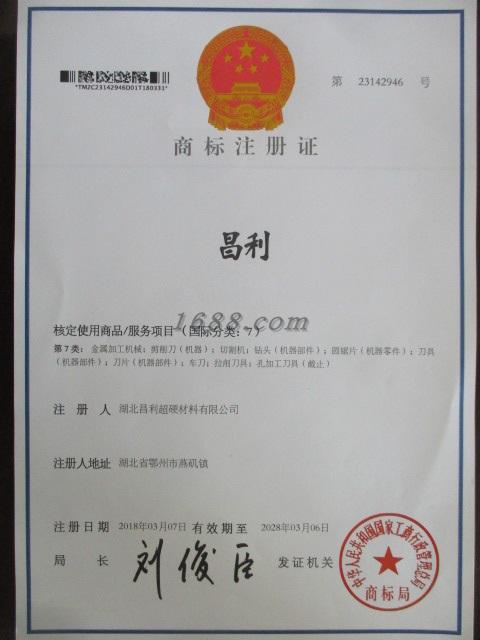 *TMZC23142946D01T180331*
第 23142946 号
商标注册证
昌利
1688.com
核定使用商品/服务项目（国际分类：7）
第7类：金属加工机械；剪削刀（机器）；切割机；钻头（机器部件）；圆锯片（机器零件）；刀具
（机器部件）；刀片（机器部件）；车刀；拉削刀具；孔加工刀具（截止）
注 册 人 湖北昌利超硬材料有限公司
注册人地址 湖北省鄂州市燕矶镇
注册日期 2018年03月07日 有效期至 2028年03月06日
局 长 刘俊臣 发证机关
中华人民共和国国家工商行政管理总局
商标局